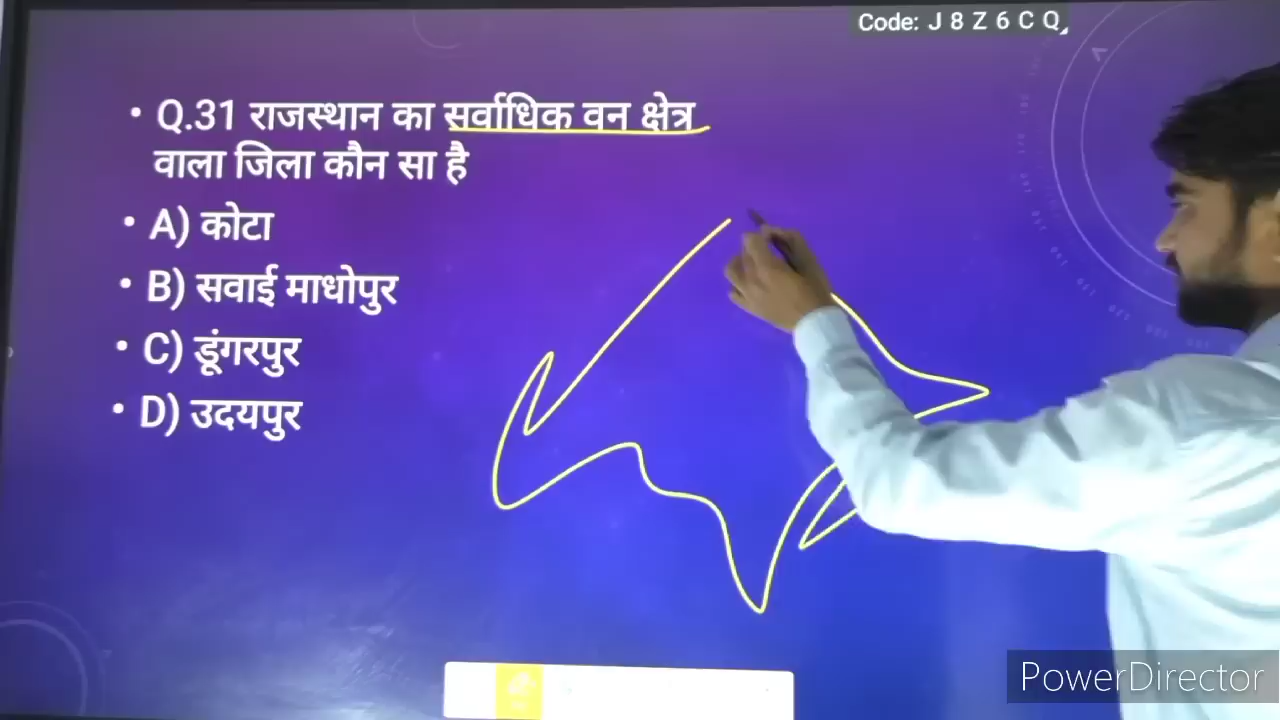 Code: J 8 Z 6 C Q
• Q.31 राजस्थान का सर्वाधिक वन क्षेत्र
वाला जिला कौन सा है
• A) कोटा
• B) सवाई माधोपुर
• C) डूंगरपुर
• D) उदयपुर
PowerDirector